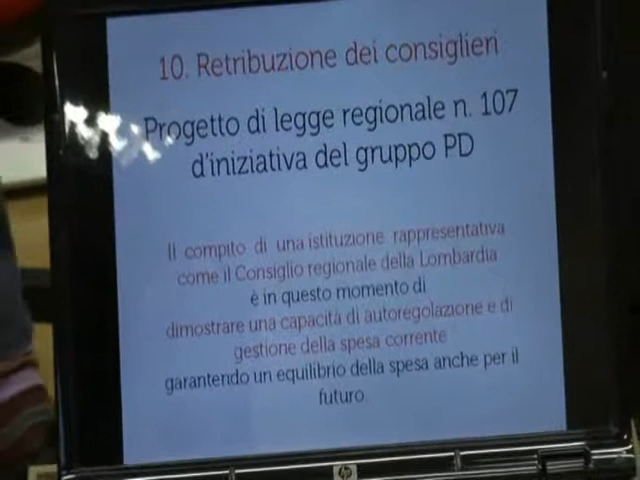 10. Retribuzione dei consiglieri
Progetto di legge regionale n. 107
d'iniziativa del gruppo PD
Il compito di una istituzione rappresentativa
come il Consiglio regionale della Lombardia
è in questo momento di
dimostrare una capacità di autoregolazione e di
gestione della spesa corrente
garantendo un equilibrio della spesa anche per il
futuro.
hp